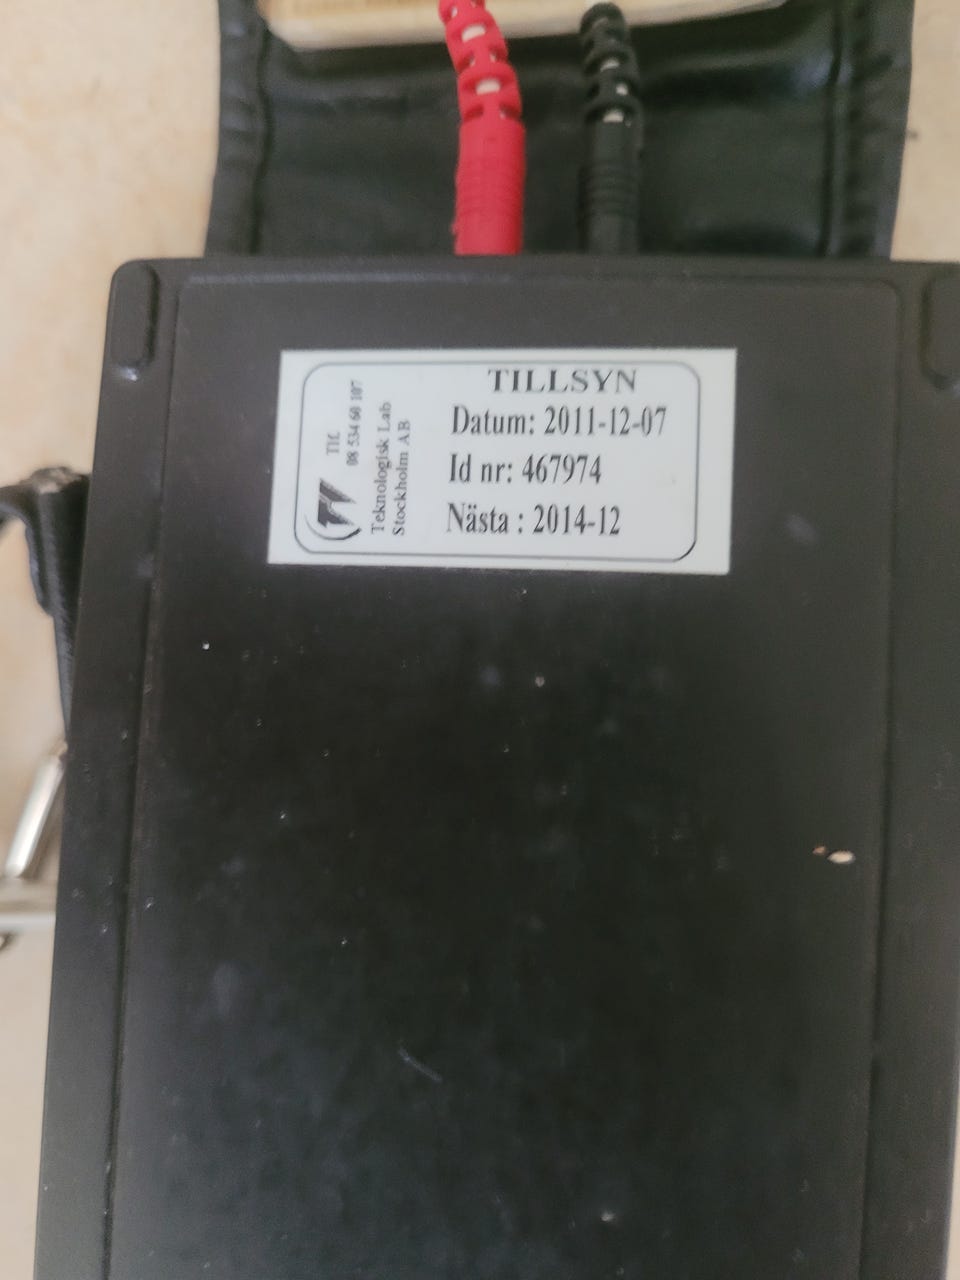 TILLSYN
Datum: 2011-12-07
Id nr: 467974
Nästa : 2014-12
Tlf.
08 534 60 107
Teknologisk Lab
Stockholm AB